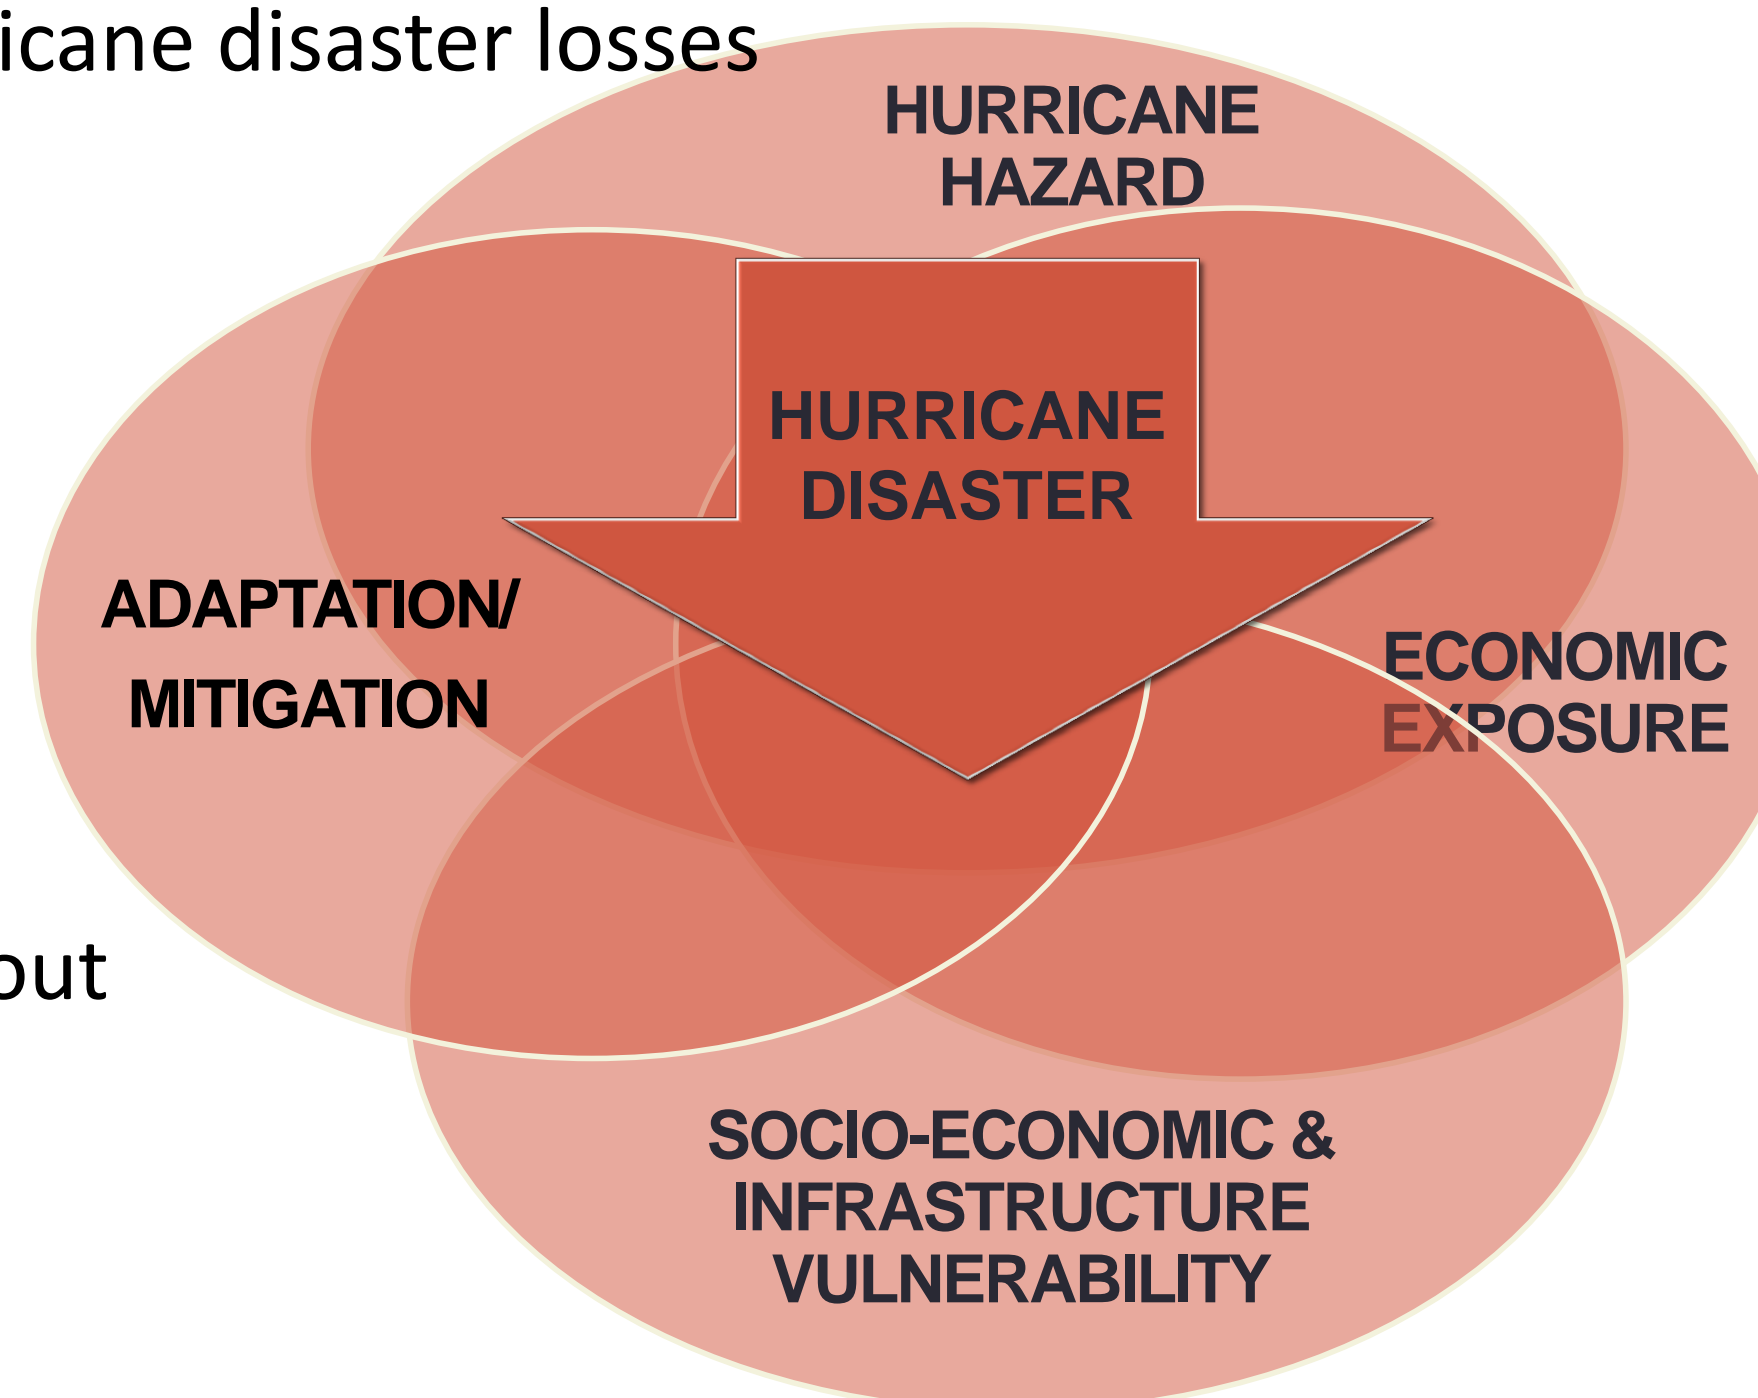 icane disaster losses
HURRICANE
HAZARD
HURRICANE
DISASTER
ADAPTATION/
MITIGATION
ECONOMIC
EXPOSURE
out
SOCIO-ECONOMIC &
INFRASTRUCTURE
VULNERABILITY